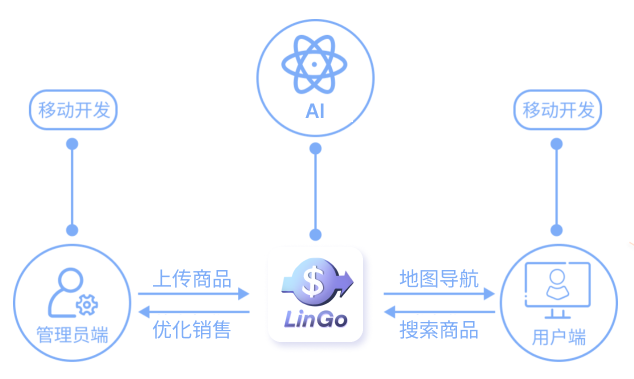 AI
移动开发
移动开发
上传商品
地图导航
管理员端
优化销售
$
LinGo
搜索商品
用户端